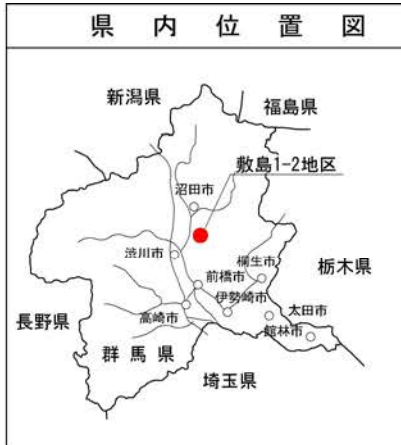 県内位置図
新潟県
福島県
敷島1-2地区
沼田市
渋川市
桐生市
栃木県
前橋市
伊勢崎市
太田市
高崎市
長野県
館林市
群馬県
埼玉県